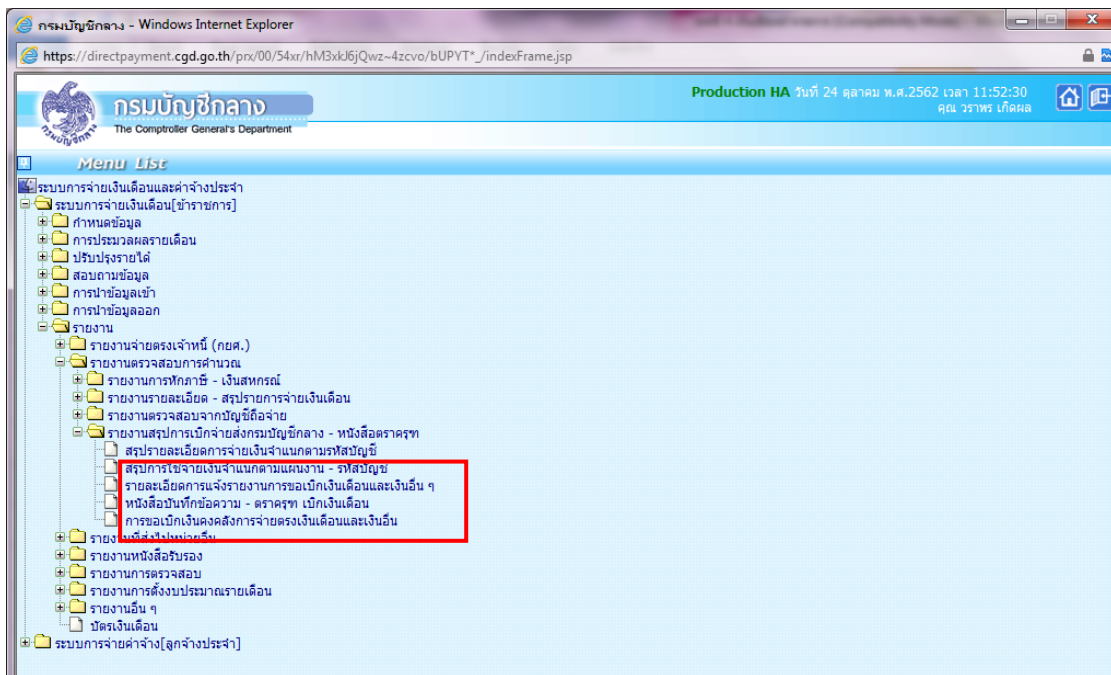 กรมบัญชีกลาง - Windows Internet Explorer
https://directpayment.cgd.go.th/prx/00/54xr/hM3xkJ6jQwz~4zcvo/bUPYT*_/indexFrame.jsp
Production HA วันที่ 24 ตุลาคม พ.ศ.2562 เวลา 11:52:30
คุณ วราพร เกิดผล
กรมบัญชีกลาง
The Comptroller General's Department
Menu List
ระบบการจ่ายเงินเดือนและค่าจ้างประจำ
ระบบการจ่ายเงินเดือน[ข้าราชการ]
กำหนดข้อมูล
การประมวลผลรายเดือน
ปรับปรุงรายได้
สอบถามข้อมูล
การนำข้อมูลเข้า
การนำข้อมูลออก
รายงาน
รายงานจ่ายตรงเจ้าหนี้ (กยศ.)
รายงานตรวจสอบการคำนวณ
รายงานการหักภาษี - เงินสหกรณ์
รายงานรายละเอียด - สรุปรายการจ่ายเงินเดือน
รายงานตรวจสอบจากบัญชีถือจ่าย
รายงานสรุปการเบิกจ่ายส่งกรมบัญชีกลาง - หนังสือตราครุฑ
สรุปรายละเอียดการจ่ายเงินจำแนกตามรหัสบัญชี
สรุปการใช้จ่ายเงินจำแนกตามแผนงาน - รหัสบัญชี
รายละเอียดการแจ้งรายงานการขอเบิกเงินเดือนและเงินอื่น ๆ
หนังสือบันทึกข้อความ - ตราครุฑ เบิกเงินเดือน
การขอเบิกเงินคงคลังการจ่ายตรงเงินเดือนและเงินอื่น
รายงานที่ส่งไปหน่วยอื่น
รายงานหนังสือรับรอง
รายงานการตรวจสอบ
รายงานการตั้งงบประมาณรายเดือน
รายงานอื่น ๆ
บัตรเงินเดือน
ระบบการจ่ายค่าจ้าง[ลูกจ้างประจำ]